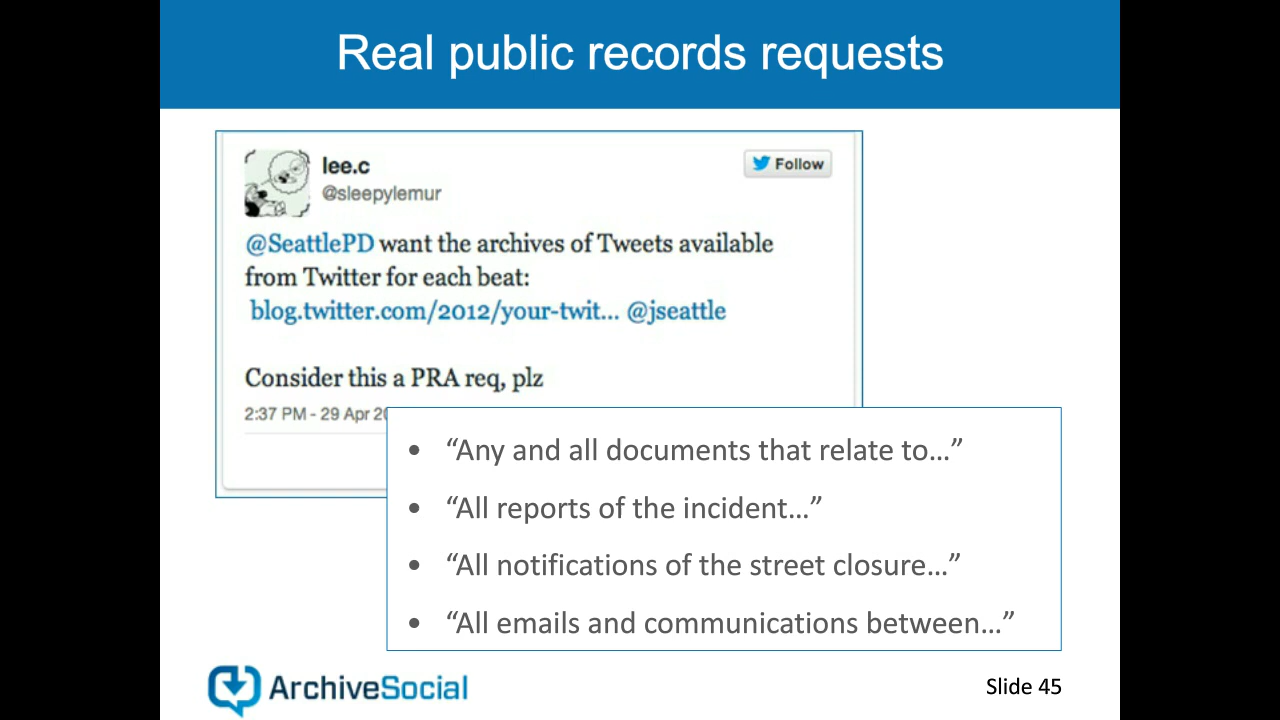 Real public records requests
lee.c
@sleepylemur
Follow
@SeattlePD want the archives of Tweets available
from Twitter for each beat:
blog.twitter.com/2012/your-twit... @jseattle
Consider this a PRA req, plz
2:37 PM - 29 Apr
• “Any and all documents that relate to…”
• “All reports of the incident…”
• “All notifications of the street closure…”
• “All emails and communications between…”
ArchiveSocial
Slide 45